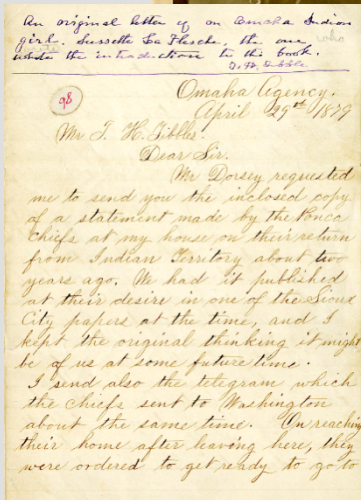 An original letter of an Omaha Indian
girl. Sussette La Flesche, the one who
wrote the introduction to the book.
T. H. Tibbles
98
Omaha Agency.
April 29th 1879
Mr T. H. Tibbles.
Dear Sir.
Mr Dorsey requested
me to send you the inclosed copy
of a statement made by the Ponca
Chiefs at my house on their return
from Indian Territory about two
years ago. We had it published
at their desire in one of the Sioux
City papers at the time, and I
kept the original thinking it might
be of us at some future time.
I send also the telegram which
the chiefs sent to Washington
about the same time. On reaching
their home after leaving here, they
were ordered to get ready to go to